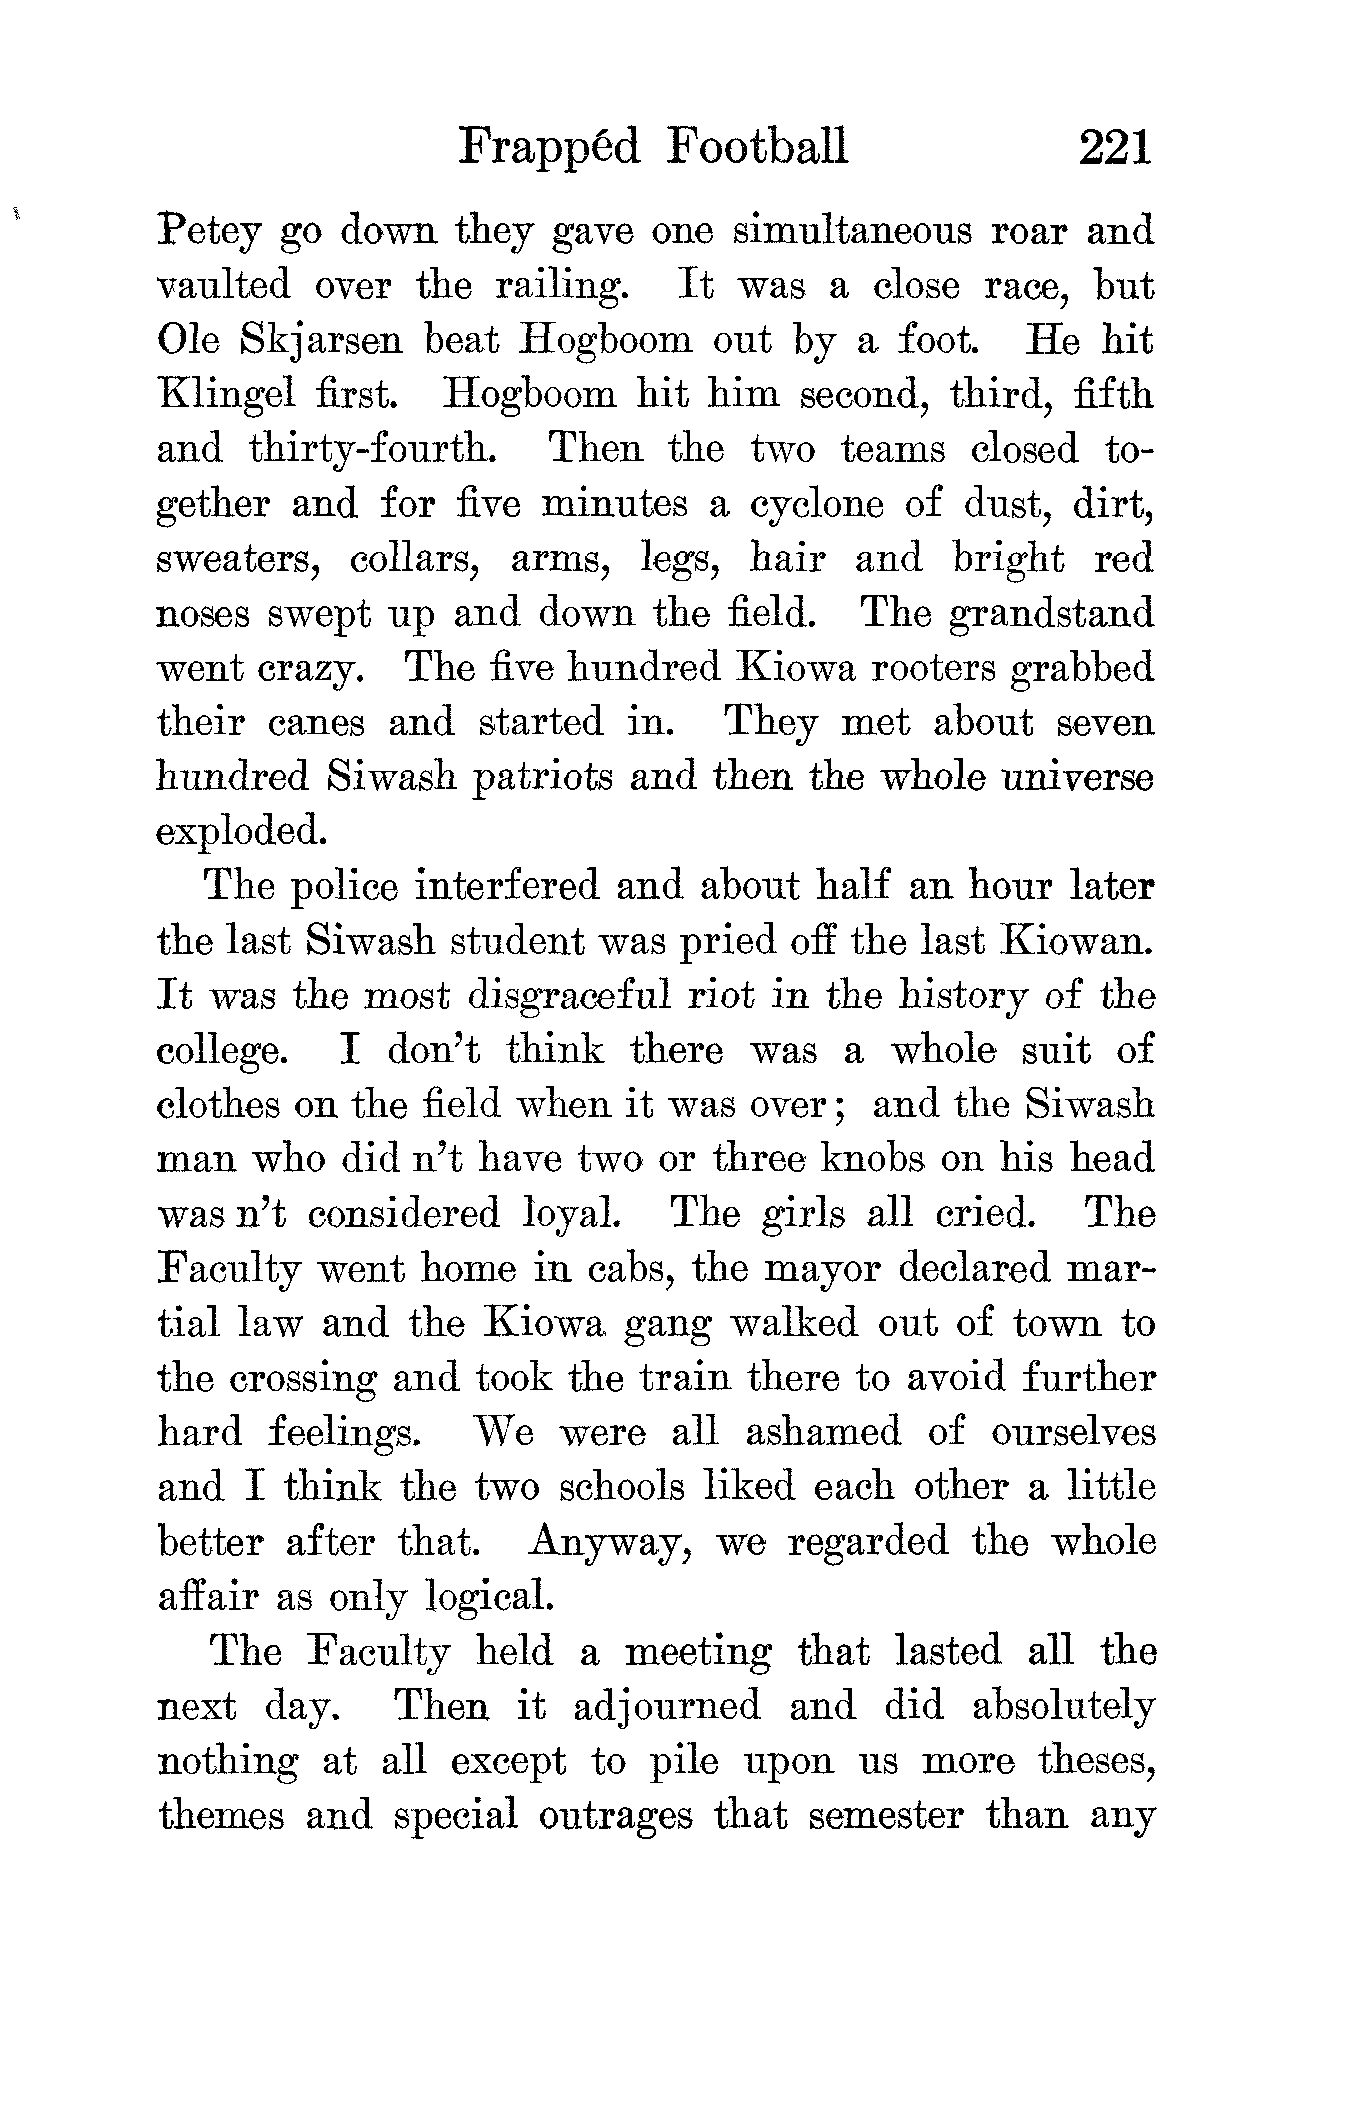 Frappéd Football 221
Petey go down they gave one simultaneous roar and
vaulted over the railing. It was a close race, but
Ole Skjarsen beat Hogboom out by a foot. He hit
Klingel first. Hogboom hit him second, third, fifth
and thirty-fourth. Then the two teams closed to-
gether and for five minutes a cyclone of dust, dirt,
sweaters, collars, arms, legs, hair and bright red
noses swept up and down the field. The grandstand
went crazy. The five hundred Kiowa rooters grabbed
their canes and started in. They met about seven
hundred Siwash patriots and then the whole universe
exploded.
The police interfered and about half an hour later
the last Siwash student was pried off the last Kiowan.
It was the most disgraceful riot in the history of the
college. I don't think there was a whole suit of
clothes on the field when it was over; and the Siwash
man who did n't have two or three knobs on his head
was n't considered loyal. The girls all cried. The
Faculty went home in cabs, the mayor declared mar-
tial law and the Kiowa gang walked out of town to
the crossing and took the train there to avoid further
hard feelings. We were all ashamed of ourselves
and I think the two schools liked each other a little
better after that. Anyway, we regarded the whole
affair as only logical.
The Faculty held a meeting that lasted all the
next day. Then it adjourned and did absolutely
nothing at all except to pile upon us more theses,
themes and special outrages that semester than any